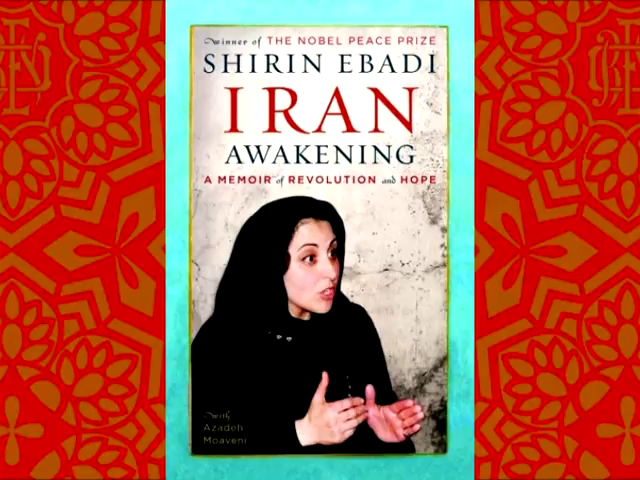 Winner of THE NOBEL PEACE PRIZE
SHIRIN EBADI
IRAN
AWAKENING
A MEMOIR of REVOLUTION and HOPE
with
Azadeh
Moaveni